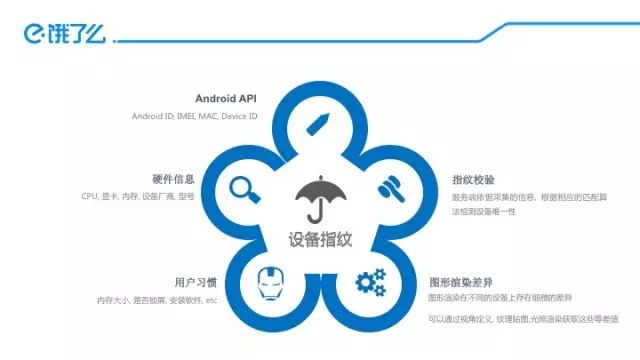 饿了么
Android API
Android ID, IMEI, MAC, Device ID
硬件信息
CPU, 显卡, 内存, 设备厂商, 型号
指纹校验
服务端依据采集的信息, 根据相应的匹配算
法检测设备唯一性
设备指纹
用户习惯
内存大小, 是否锁屏, 安装软件, etc
图形渲染差异
图形渲染在不同的设备上存在细微的差异
可以通过视角定义, 纹理贴图,光照渲染获取这些等差值